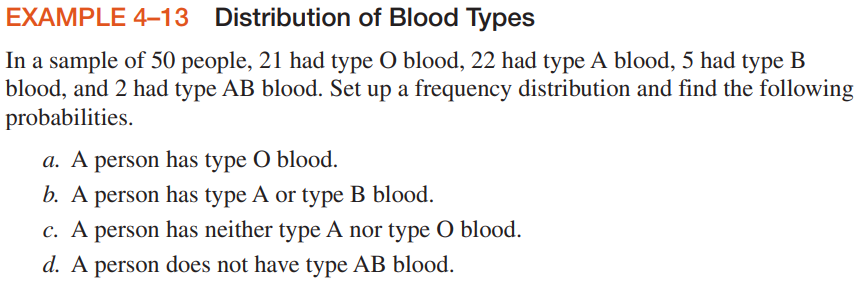 EXAMPLE 4–13 Distribution of Blood Types
In a sample of 50 people, 21 had type O blood, 22 had type A blood, 5 had type B
blood, and 2 had type AB blood. Set up a frequency distribution and find the following
probabilities.
a. A person has type O blood.
b. A person has type A or type B blood.
c. A person has neither type A nor type O blood.
d. A person does not have type AB blood.